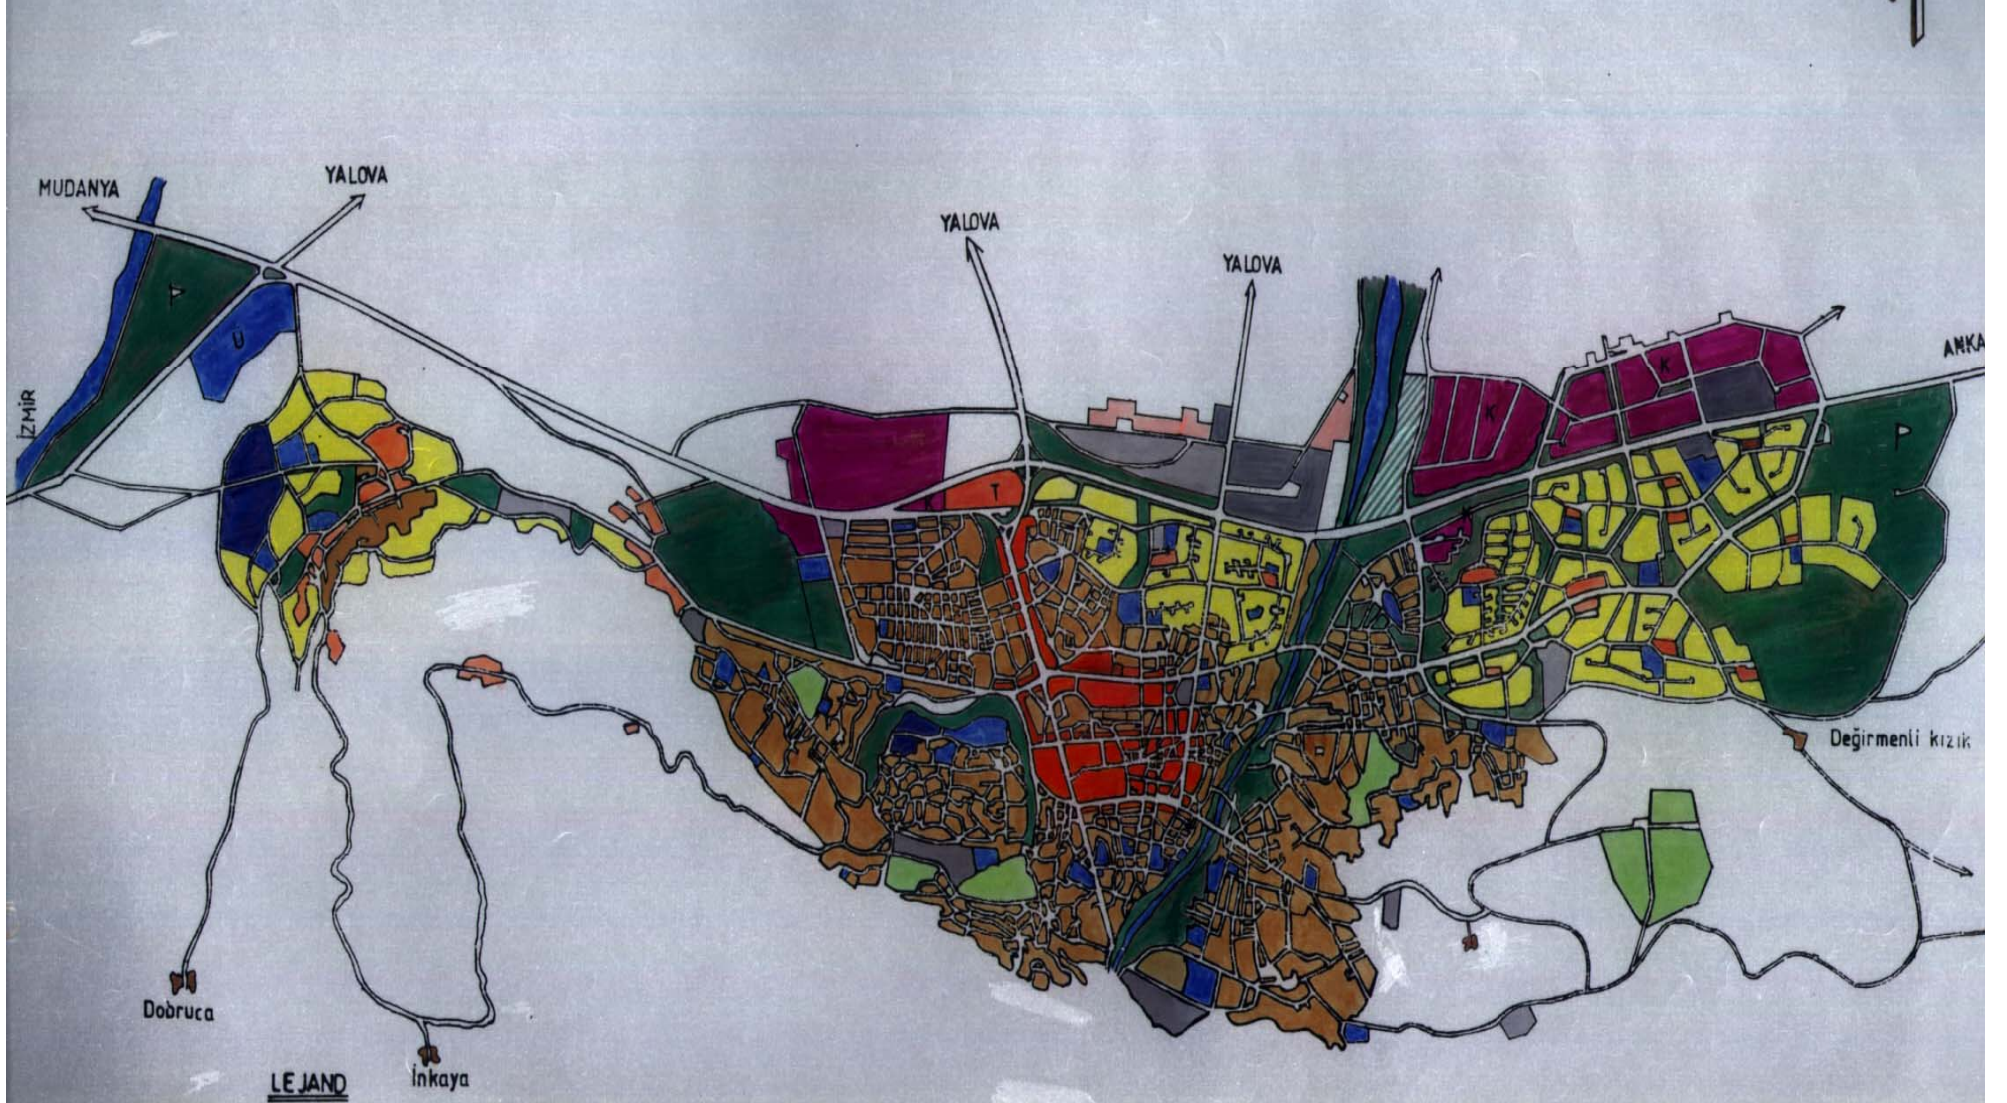 YALOVA
MUDANYA
YALOVA
YALOVA
P
Ü
K
K
ANKA
İZMİR
P
T
K
K
Değirmenli kızık
Dobruca
İnkaya
LEJAND